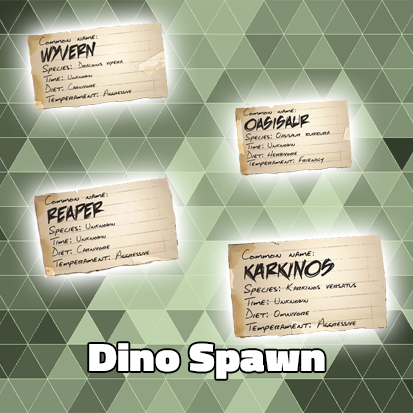 Common name:
Wyvern
Species: Draconis vipera
Time: Unknown
Diet: Carnivore
Temperament: Aggressive
Common name:
Oasisaur
Species: Oasisaur euprurra
Time: Unknown
Diet: Herbivore
Temperament: Friendly
Common name:
Reaper
Species: Unknown
Time: Unknown
Diet: Carnivore
Temperament: Aggressive
Common name:
Karkinos
Species: Karkinos versatus
Time: Unknown
Diet: Omnivore
Temperament: Aggressive
Dino Spawn